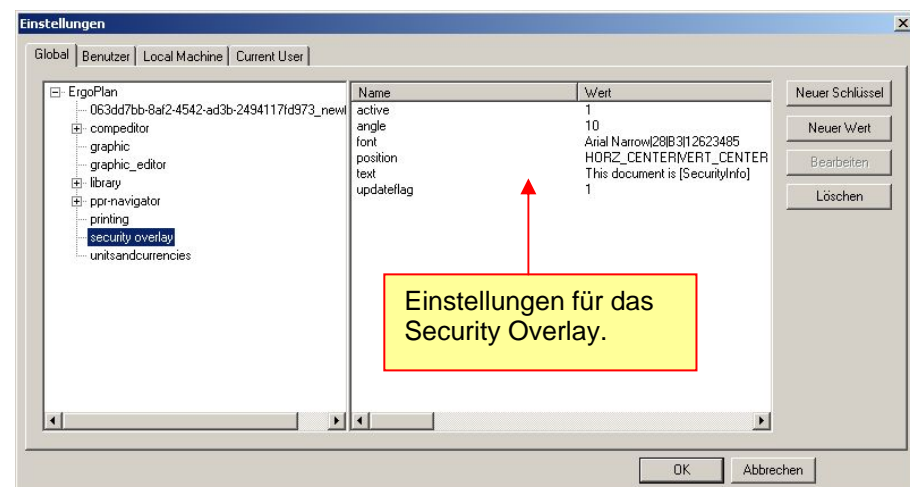 Einstellungen
Global Benutzer Local Machine Current User
ErgoPlan
063dd7bb-8af2-4542-ad3b-2494117fd973_newl
compeditor
graphic
graphic_editor
library
ppr-navigator
printing
security overlay
unitsandcurrencies
Name Wert
active 1
angle 10
font Arial Narrow|28|B3|12623485
position HORZ_CENTER|VERT_CENTER
text This document is [SecurityInfo]
updateflag 1
Neuer Schlüssel
Neuer Wert
Bearbeiten
Löschen
Einstellungen für das
Security Overlay.
OK Abbrechen